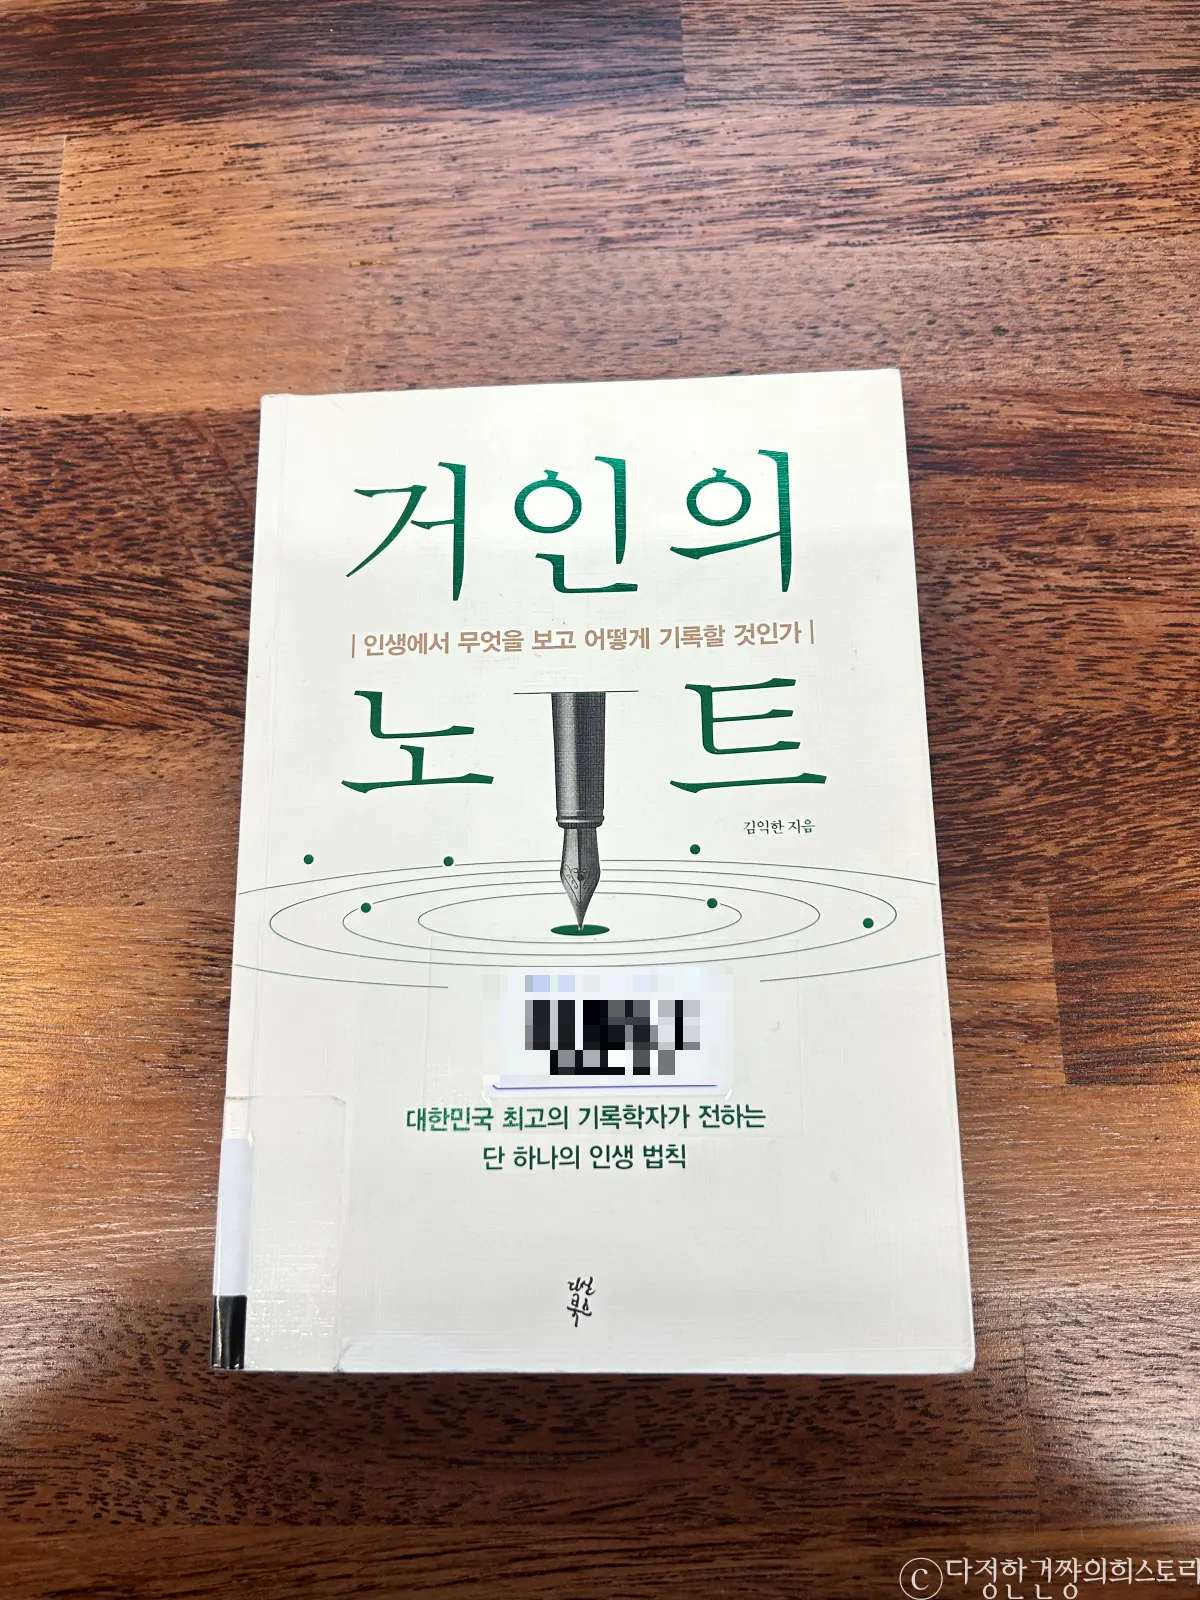 거인의
| 인생에서 무엇을 보고 어떻게 기록할 것인가 |
노트
김익한 지음
대한민국 최고의 기록학자가 전하는
단 하나의 인생 법칙
다산
북스
ⓒ다정한건쨩의희스토리